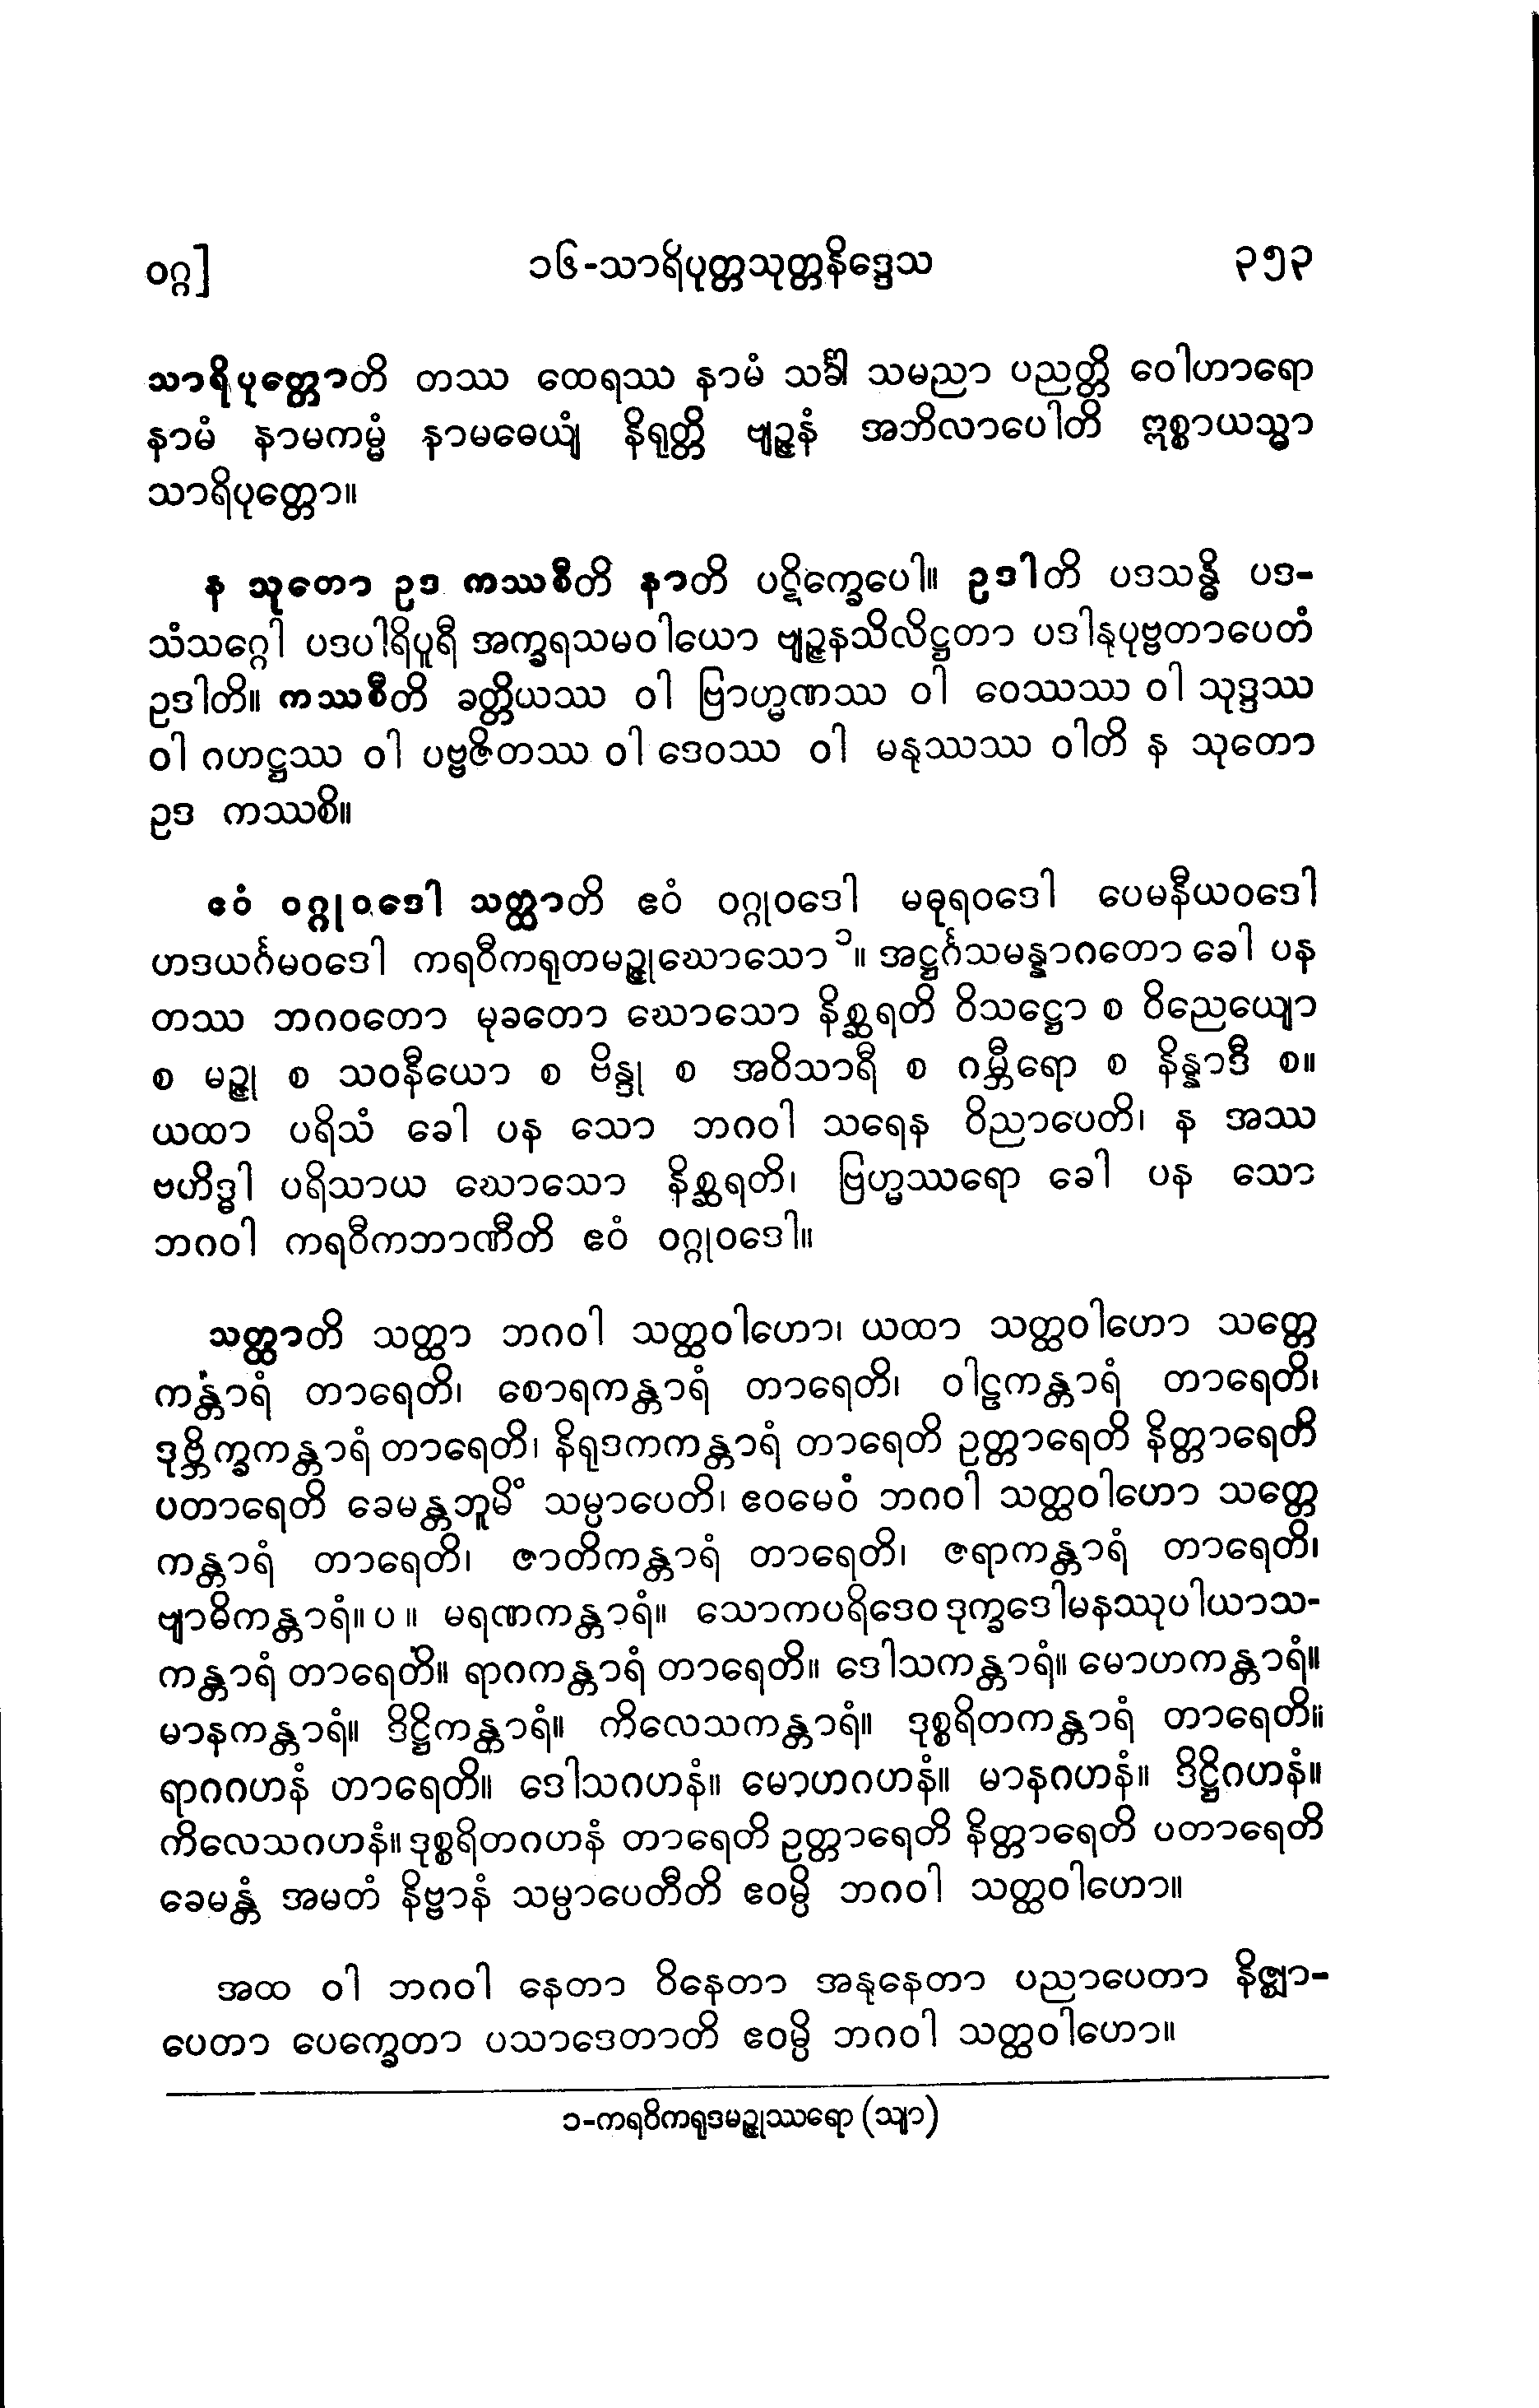 ဝဂ္ဂ]	၁၆-သာရိပုတ္တသုတ္တနိဒ္ဒေသ	၃၅၃
သာရိပုတ္တောတိ တဿ ထေရဿ နာမံ သင်္ခါ သမညာ ပညတ္တိ ဝေါဟာရော
နာမံ နာမကမ္မံ နာမဓေယျံ နိရုတ္တိ ဗျဉ္ဇနံ အဘိလာပေါတိ ဣစ္စာယသ္မာ
သာရိပုတ္တော။
န သုတော ဥဒ ကဿစီတိ နာတိ ပဋိက္ခေပေါ။ ဥဒါတိ ပဒသန္ဓိ ပဒ-
သံသဂ္ဂေါ ပဒပါရိပူရီ အက္ခရသမဝါယော ဗျဉ္ဇနသိလိဋ္ဌတာ ပဒါနုပုဗ္ဗတာပေတံ
ဥဒါတိ။ ကဿစီတိ ခတ္တိယဿ ဝါ ဗြာဟ္မဏဿ ဝါ ဝေဿဿ ဝါ သုဒ္ဒဿ
ဝါ ဂဟဋ္ဌဿ ဝါ ပဗ္ဗဇိတဿ ဝါ ဒေဝဿ ဝါ မနုဿဿ ဝါတိ န သုတော
ဥဒ ကဿစိ။
ဧဝံ ဝဂ္ဂုဝဒေါ သတ္ထာတိ ဧဝံ ဝဂ္ဂုဝဒေါ မဓုရဝဒေါ ပေမနီယဝဒေါ
ဟဒယင်္ဂမဝဒေါ ကရဝီကရုတမဉ္ဇုဃောသော ၁။ အဋ္ဌင်္ဂသမန္နာဂတော ခေါ ပန
တဿ ဘဂဝတော မုခတော ဃောသော နိစ္ဆရတိ ဝိသဋ္ဌော စ ဝိညေယျော
စ မဉ္ဇု စ သဝနီယော စ ဗိန္ဒု စ အဝိသာရီ စ ဂမ္ဘီရော စ နိန္နာဒီ စ။
ယထာ ပရိသံ ခေါ ပန သော ဘဂဝါ သရေန ဝိညာပေတိ၊ န အဿ
ဗဟိဒ္ဓါ ပရိသာယ ဃောသော နိစ္ဆရတိ၊ ဗြဟ္မဿရော ခေါ ပန သော
ဘဂဝါ ကရဝီကဘာဏီတိ ဧဝံ ဝဂ္ဂုဝဒေါ။
သတ္ထာတိ သတ္ထာ ဘဂဝါ သတ္ထဝါဟော၊ ယထာ သတ္ထဝါဟော သတ္တေ
ကန္တာရံ တာရေတိ၊ စောရကန္တာရံ တာရေတိ၊ ဝါဠကန္တာရံ တာရေတိ၊
ဒုဗ္ဘိက္ခကန္တာရံ တာရေတိ၊ နိရုဒကကန္တာရံ တာရေတိ ဥတ္တာရေတိ နိတ္တာရေတိ
ပတာရေတိ ခေမန္တဘူမိံ သမ္ပာပေတိ၊ ဧဝမေဝံ ဘဂဝါ သတ္ထဝါဟော သတ္တေ
ကန္တာရံ တာရေတိ၊ ဇာတိကန္တာရံ တာရေတိ၊ ဇရာကန္တာရံ တာရေတိ၊
ဗျာဓိကန္တာရံ။ ပ ။ မရဏကန္တာရံ။ သောကပရိဒေဝ ဒုက္ခဒေါမနဿုပါယာသ-
ကန္တာရံ တာရေတိ။ ရာဂကန္တာရံ တာရေတိ။ ဒေါသကန္တာရံ။ မောဟကန္တာရံ။
မာနကန္တာရံ။ ဒိဋ္ဌိကန္တာရံ။ ကိလေသကန္တာရံ။ ဒုစ္စရိတကန္တာရံ တာရေတိ။
ရာဂဂဟနံ တာရေတိ။ ဒေါသဂဟနံ။ မောဟဂဟနံ။ မာနဂဟနံ။ ဒိဋ္ဌိဂဟနံ။
ကိလေသဂဟနံ။ ဒုစ္စရိတဂဟနံ တာရေတိ ဥတ္တာရေတိ နိတ္တာရေတိ ပတာရေတိ
ခေမန္တံ အမတံ နိဗ္ဗာနံ သမ္ပာပေတီတိ ဧဝမ္ပိ ဘဂဝါ သတ္ထဝါဟော။
အထ ဝါ ဘဂဝါ နေတာ ဝိနေတာ အနုနေတာ ပညာပေတာ နိဇ္ဈာ-
ပေတာ ပေက္ခေတာ ပသာဒေတာတိ ဧဝမ္ပိ ဘဂဝါ သတ္ထဝါဟော။
၁-ကရဝိကရုဒမဉ္ဇုဿရော (သျာ)